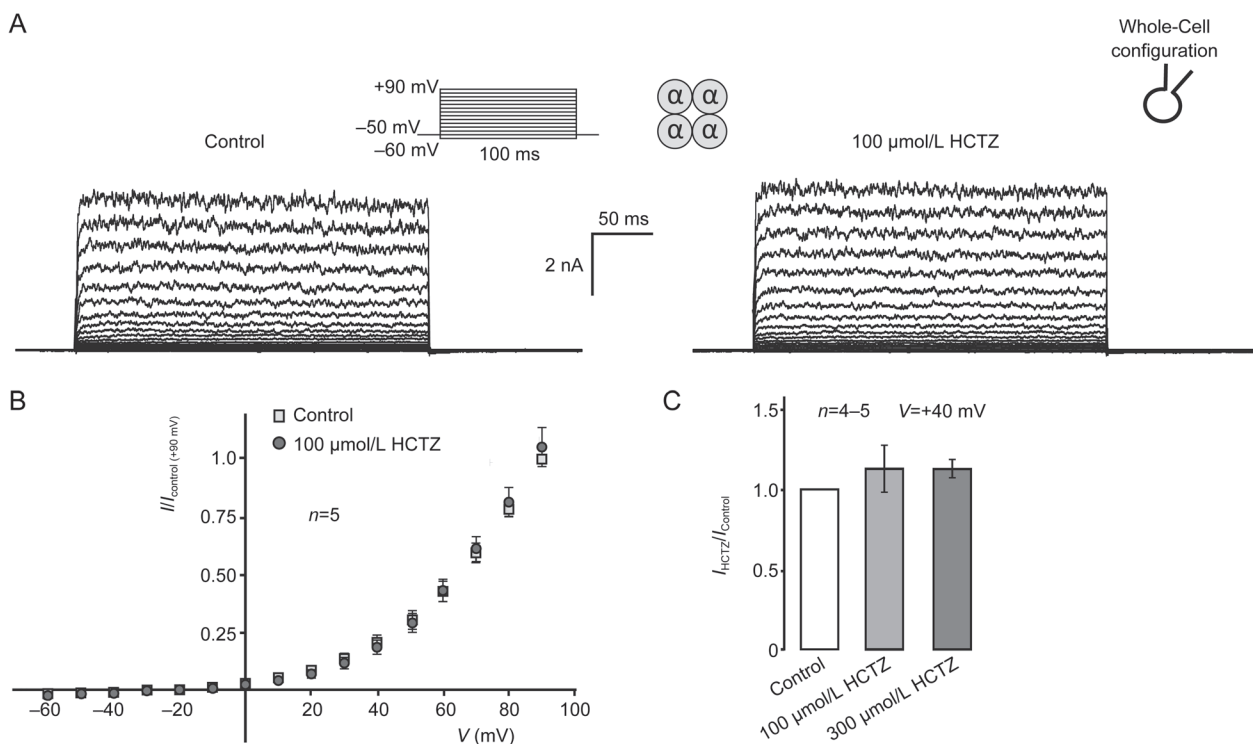 A
Whole-Cell
configuration
+90 mV
–50 mV
–60 mV
100 ms
α α
α α
Control
100 µmol/L HCTZ
50 ms
2 nA
B
Control
100 µmol/L HCTZ
I/Icontrol (+90 mV)
n=5
1.0
0.75
0.50
0.25
–60 –40 –20 20 40 60 80 100
V (mV)
C
n=4–5 V=+40 mV
IHCTZ/IControl
1.5
1.0
0.5
0
Control
100 µmol/L HCTZ
300 µmol/L HCTZ